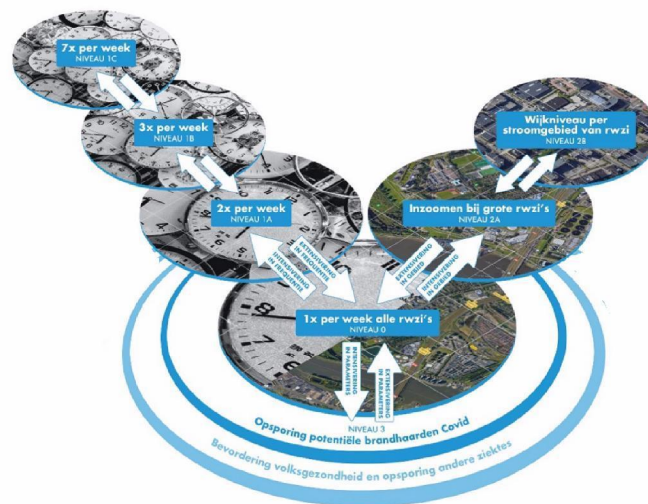 7x per week
NIVEAU 1C
3x per week
NIVEAU 1B
2x per week
NIVEAU 1A
Wijkniveau per
stroomgebied van rwzi
NIVEAU 2B
Inzoomen bij grote rwzi's
NIVEAU 2A
EXTENSIVERING
IN FREQUENTIE
INTENSIVERING
IN FREQUENTIE
EXTENSIVERING
IN GEBIED
INTENSIVERING
IN GEBIED
1x per week alle rwzi's
NIVEAU 0
INTENSIVERING
IN PARAMETERS
EXTENSIVERING
IN PARAMETERS
NIVEAU 3
Opsporing potentiële brandhaarden Covid
Bevordering volksgezondheid en opsporing andere ziektes